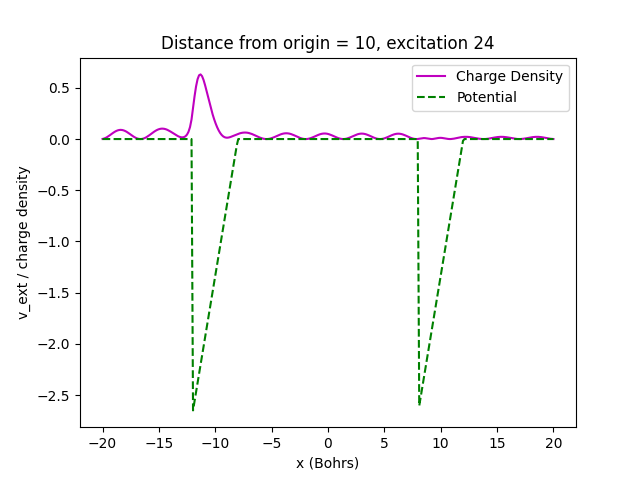 Distance from origin = 10, excitation 24
Charge Density
Potential
0.5
0.0
−0.5
−1.0
−1.5
−2.0
−2.5
v_ext / charge density
−20 −15 −10 −5 0 5 10 15 20
x (Bohrs)